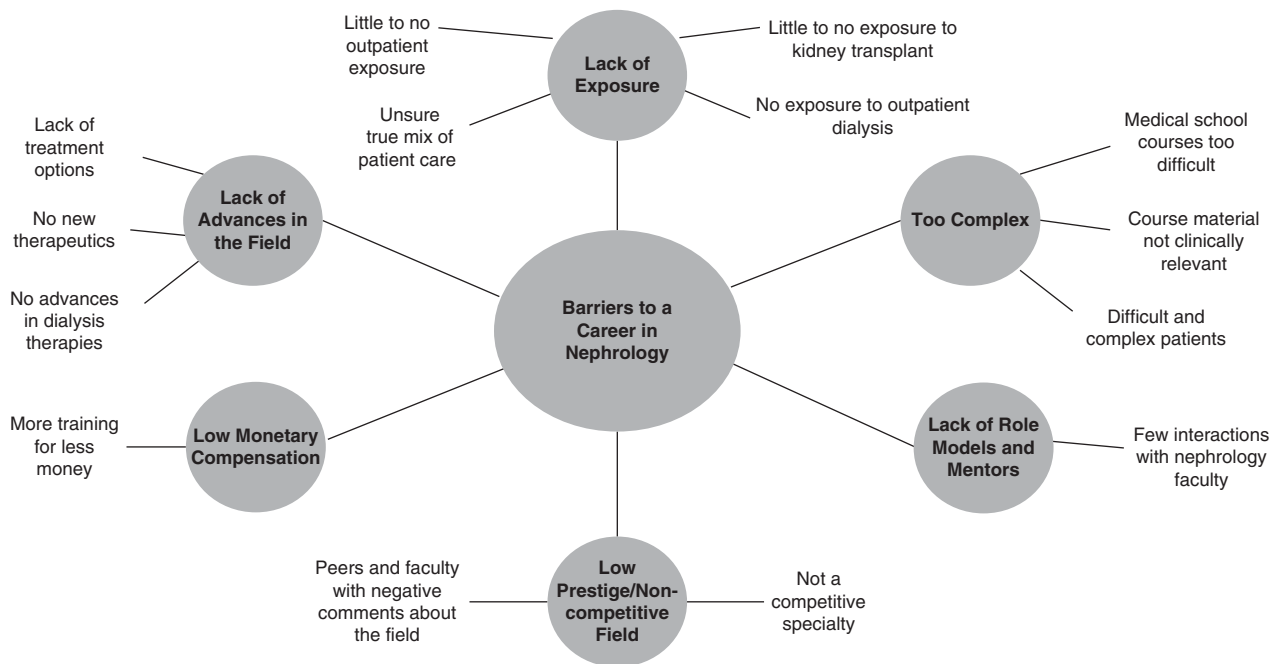 Little to no
outpatient
exposure
Lack of
Exposure
Little to no exposure to
kidney transplant
Unsure
true mix of
patient care
No exposure to outpatient
dialysis
Lack of
treatment
options
No new
therapeutics
No advances
in dialysis
therapies
Lack of
Advances in
the Field
Too Complex
Medical school
courses too
difficult
Course material
not clinically
relevant
Difficult and
complex patients
Barriers to a
Career in
Nephrology
More training
for less
money
Low Monetary
Compensation
Lack of Role
Models and
Mentors
Few interactions
with nephrology
faculty
Peers and faculty
with negative
comments about
the field
Low
Prestige/Non-
competitive
Field
Not a
competitive
specialty